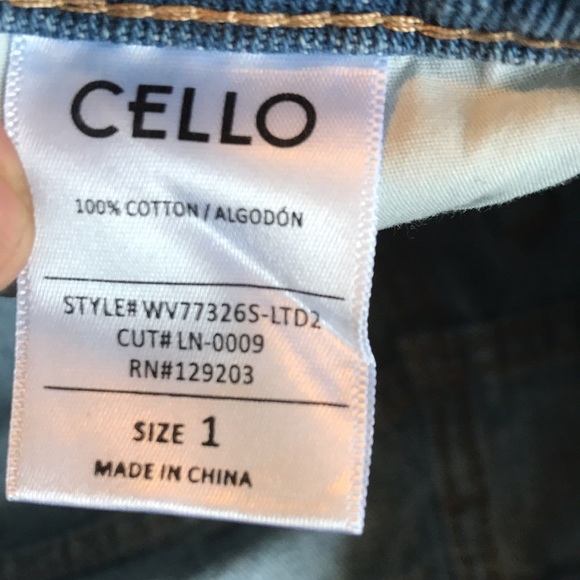 CELLO
100% COTTON / ALGODÓN
STYLE# WV77326S-LTD2
CUT# LN-0009
RN#129203
SIZE 1
MADE IN CHINA